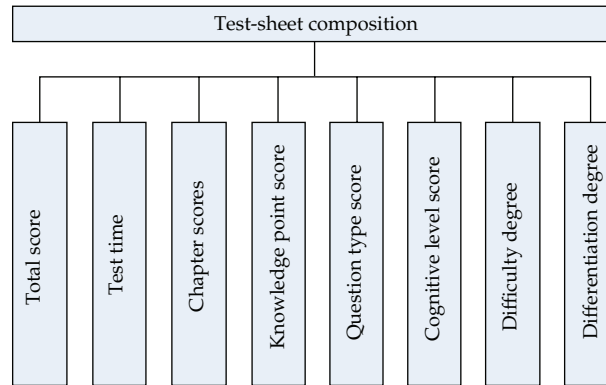 Test-sheet composition
Total score
Test time
Chapter scores
Knowledge point score
Question type score
Cognitive level score
Difficulty degree
Differentiation degree